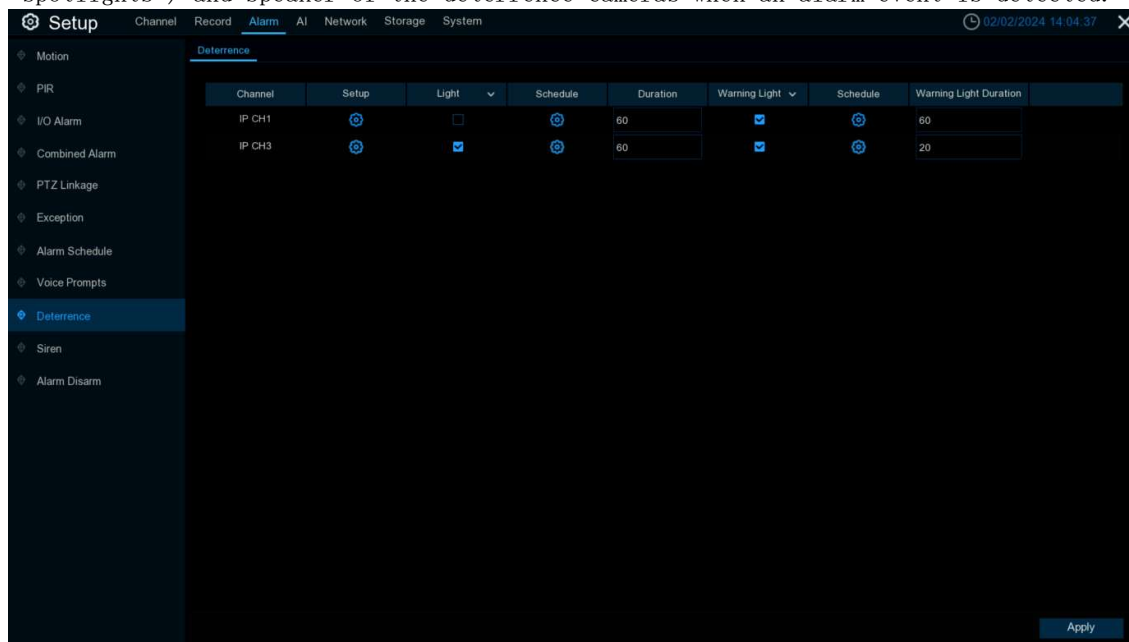 spotlights , and speaker of the deterrence cameras when an alarm event is detected.
Setup Channel Record Alarm AI Network Storage System 02/02/2024 14:04:37
Motion
Deterrence
PIR
Channel Setup Light Schedule Duration Warning Light Schedule Warning Light Duration
I/O Alarm
IP CH1 60 60
Combined Alarm
IP CH3 60 20
PTZ Linkage
Exception
Alarm Schedule
Voice Prompts
Deterrence
Siren
Alarm Disarm
Apply